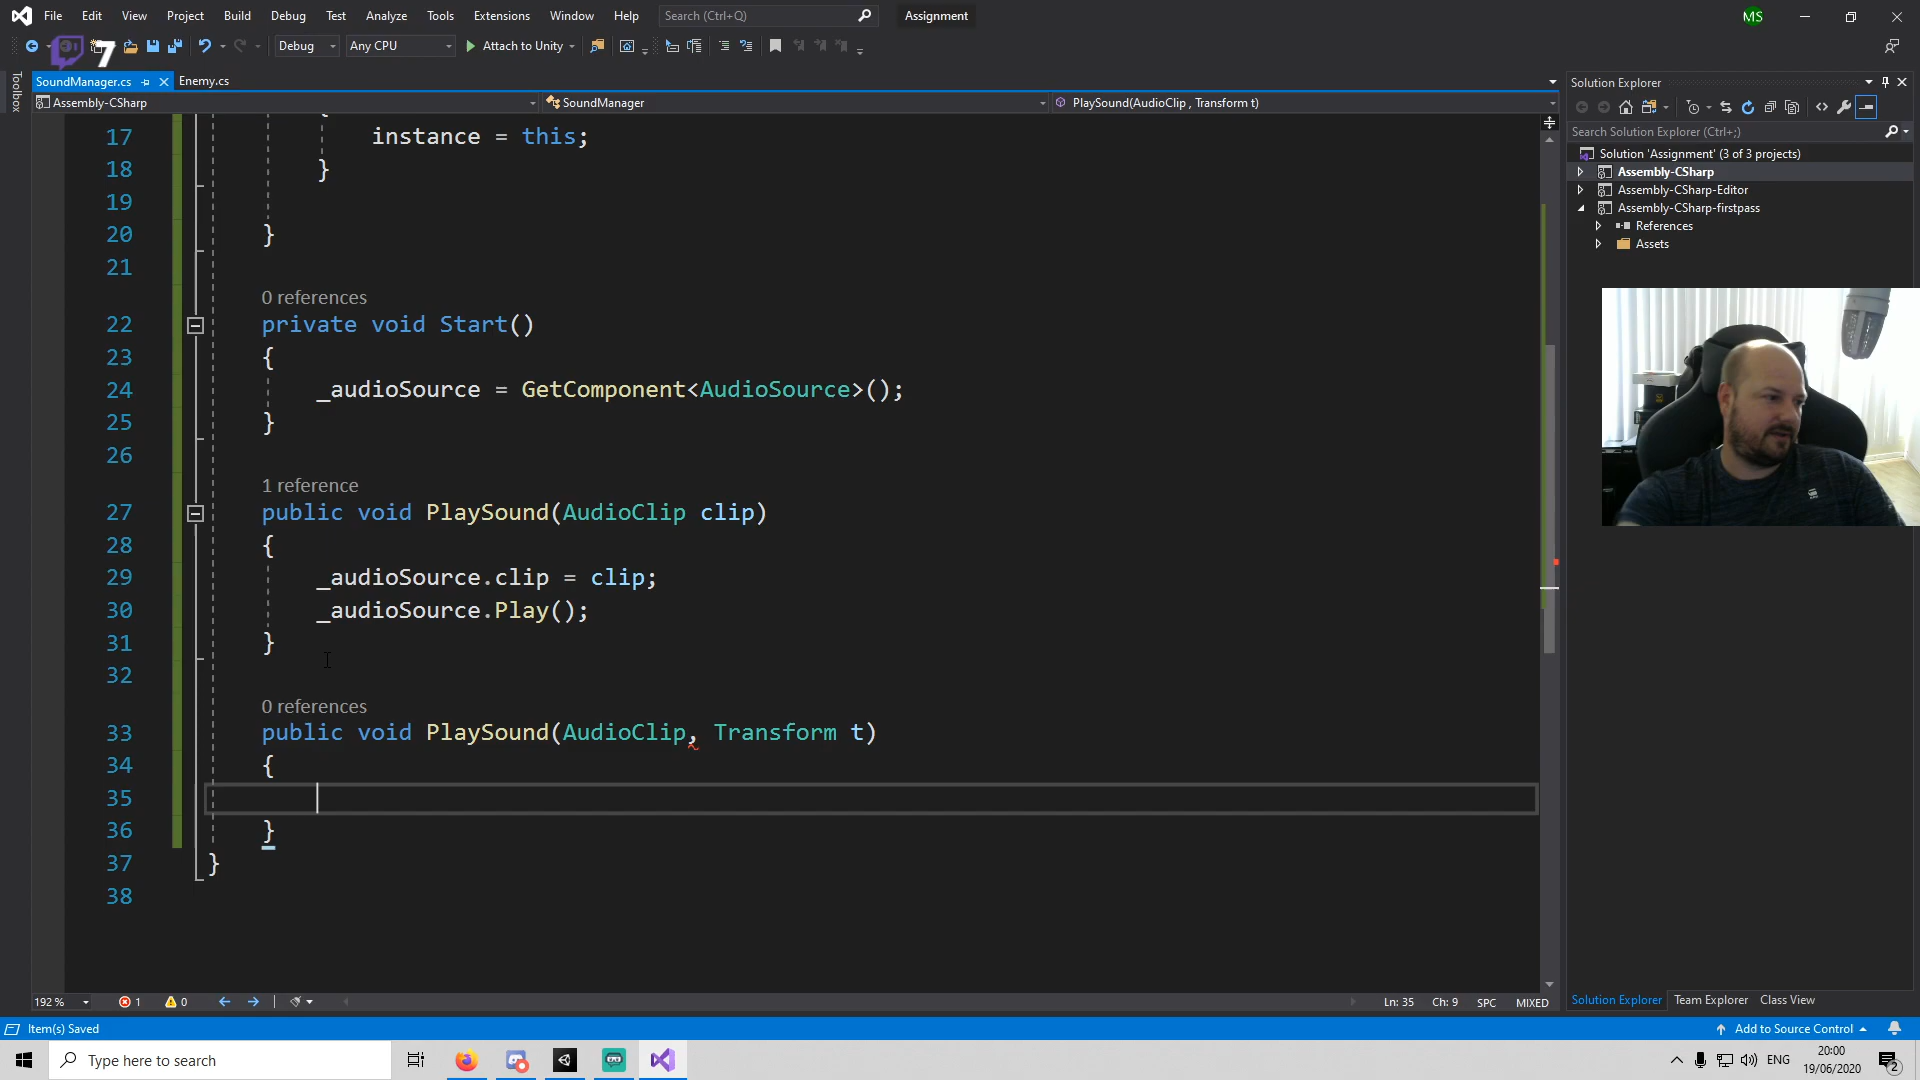 File Edit View Project Build Debug Test Analyze Tools Extensions Window Help Search (Ctrl+Q) Assignment MS
7 Debug Any CPU Attach to Unity
Toolbox
SoundManager.cs Enemy.cs
Assembly-CSharp SoundManager PlaySound(AudioClip , Transform t)
17 instance = this;
18 }
19
20 }
21
0 references
22 private void Start()
23 {
24 _audioSource = GetComponent<AudioSource>();
25 }
26
1 reference
27 public void PlaySound(AudioClip clip)
28 {
29 _audioSource.clip = clip;
30 _audioSource.Play();
31 }
32
0 references
33 public void PlaySound(AudioClip, Transform t)
34 {
35
36 }
37 }
38
192 % 1 0 Ln: 35 Ch: 9 SPC MIXED
Solution Explorer
Search Solution Explorer (Ctrl+;)
Solution 'Assignment' (3 of 3 projects)
Assembly-CSharp
Assembly-CSharp-Editor
Assembly-CSharp-firstpass
References
Assets
Solution Explorer Team Explorer Class View
Item(s) Saved Add to Source Control
Type here to search
ENG
20:00
19/06/2020
2